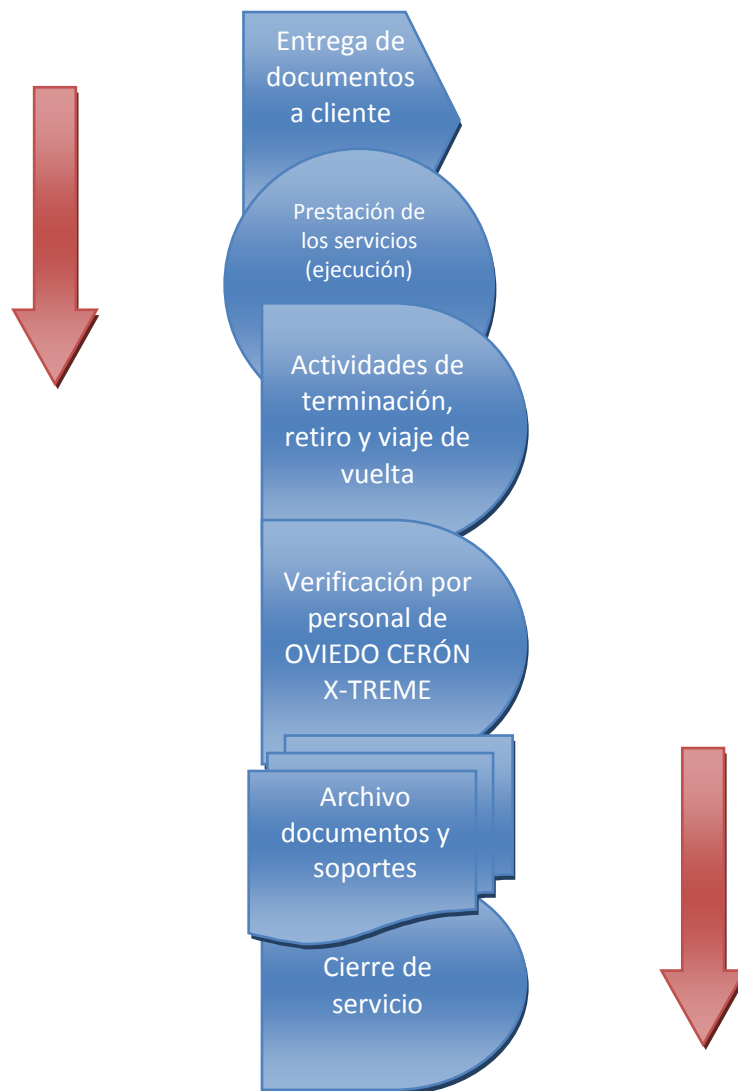 Entrega de
documentos
a cliente
Prestación de
los servicios
(ejecución)
Actividades de
terminación,
retiro y viaje de
vuelta
Verificación por
personal de
OVIEDO CERÓN
X-TREME
Archivo
documentos y
soportes
Cierre de
servicio